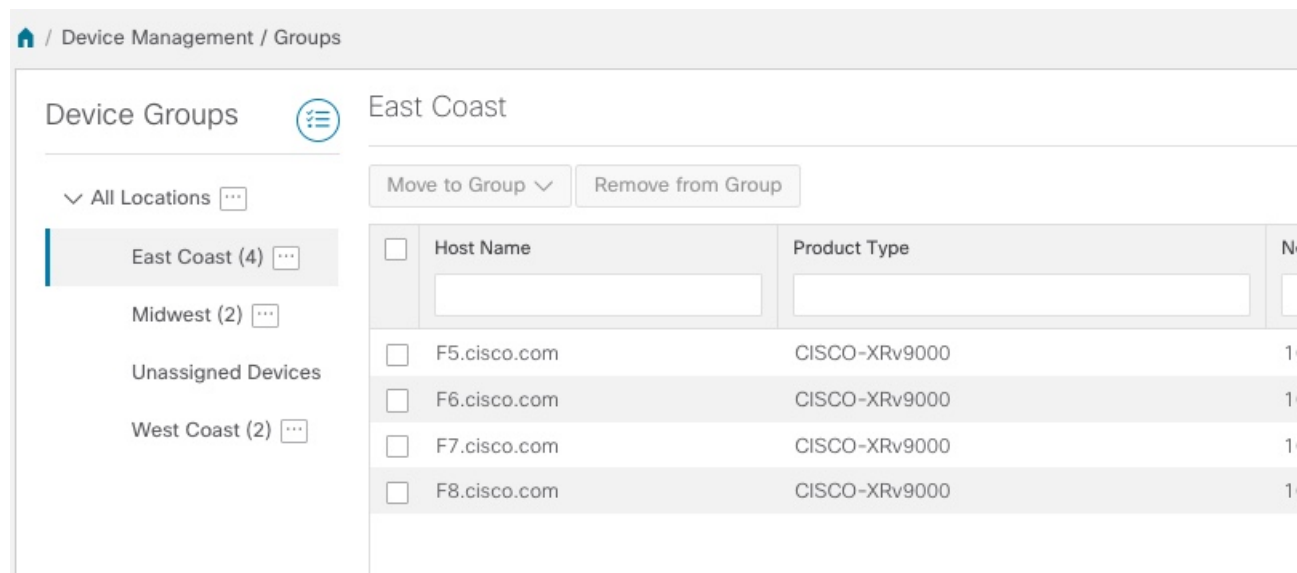 / Device Management / Groups
Device Groups
All Locations
East Coast (4)
Midwest (2)
Unassigned Devices
West Coast (2)
East Coast
Move to Group Remove from Group
Host Name Product Type
F5.cisco.com CISCO-XRv9000
F6.cisco.com CISCO-XRv9000
F7.cisco.com CISCO-XRv9000
F8.cisco.com CISCO-XRv9000